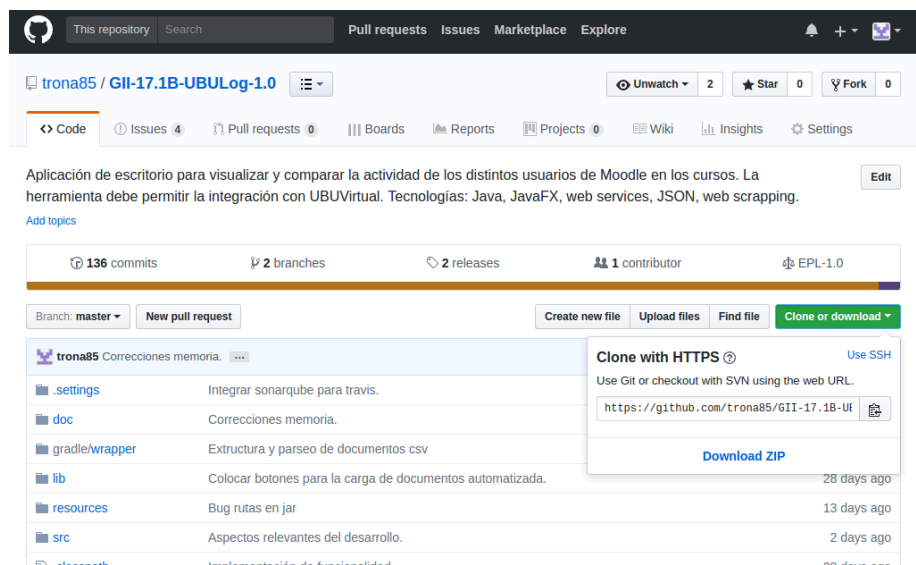 This repository Search Pull requests Issues Marketplace Explore
trona85 / GII-17.1B-UBULog-1.0 Unwatch 2 Star 0 Fork 0
Code Issues 4 Pull requests 0 Boards Reports Projects 0 Wiki Insights Settings
Aplicación de escritorio para visualizar y comparar la actividad de los distintos usuarios de Moodle en los cursos. La Edit
herramienta debe permitir la integración con UBUVirtual. Tecnologías: Java, JavaFX, web services, JSON, web scrapping.
Add topics
136 commits 2 branches 2 releases 1 contributor EPL-1.0
Branch: master New pull request Create new file Upload files Find file Clone or download
trona85 Correcciones memoria. ...
Clone with HTTPS Use SSH
Use Git or checkout with SVN using the web URL.
https://github.com/trona85/GII-17.1B-UB
Download ZIP
.settings Integrar sonarqube para travis.
doc Correcciones memoria.
gradle/wrapper Extructura y parseo de documentos csv
lib Colocar botones para la carga de documentos automatizada. 28 days ago
resources Bug rutas en jar 13 days ago
src Aspectos relevantes del desarrollo. 2 days ago